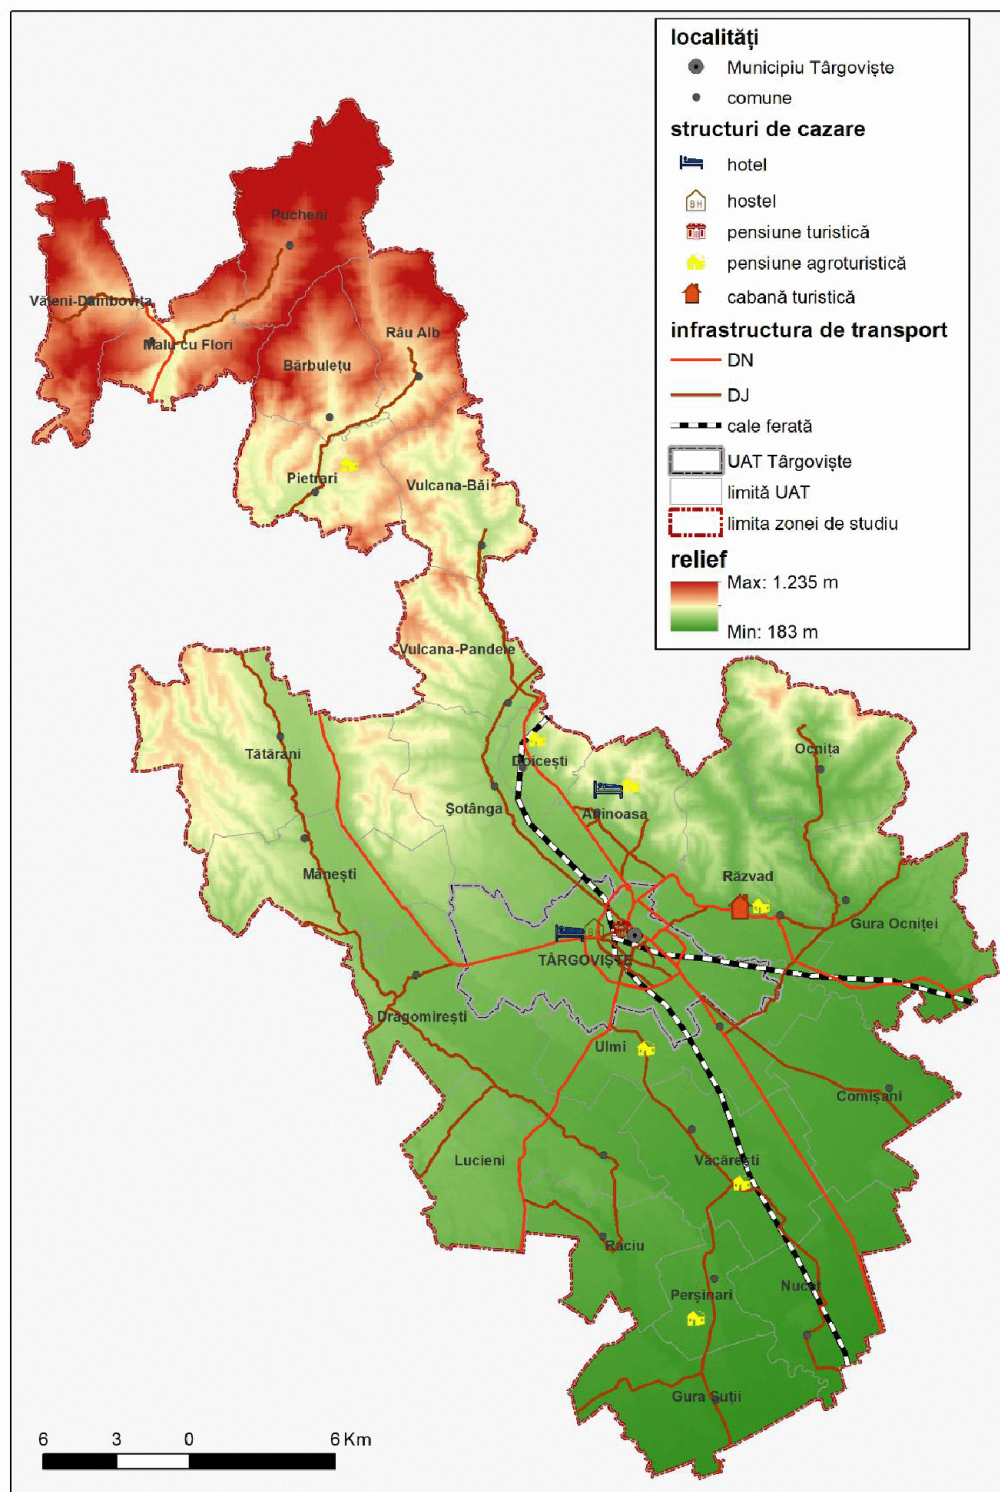 localități
Municipiu Târgoviște
comune
structuri de cazare
hotel
BH
hostel
pensiune turistică
pensiune agroturistică
cabană turistică
infrastructura de transport
DN
DJ
cale ferată
UAT Târgoviște
limită UAT
limita zonei de studiu
relief
Max: 1.235 m
Min: 183 m
Pucheni
Văleni-Dâmbovița
Malu cu Flori
Râu Alb
Bărbulețu
Pietrari
Vulcana-Băi
Vulcana-Pandele
Tătărani
Ocnița
Doicești
Șotânga
Aninoasa
Mănești
Răzvad
Gura Ocniței
TÂRGOVIȘTE
Dragomirești
Ulmi
Comișani
Lucieni
Văcărești
Raciu
Nucet
Perșinari
Gura Șuții
6 3 0 6 Km